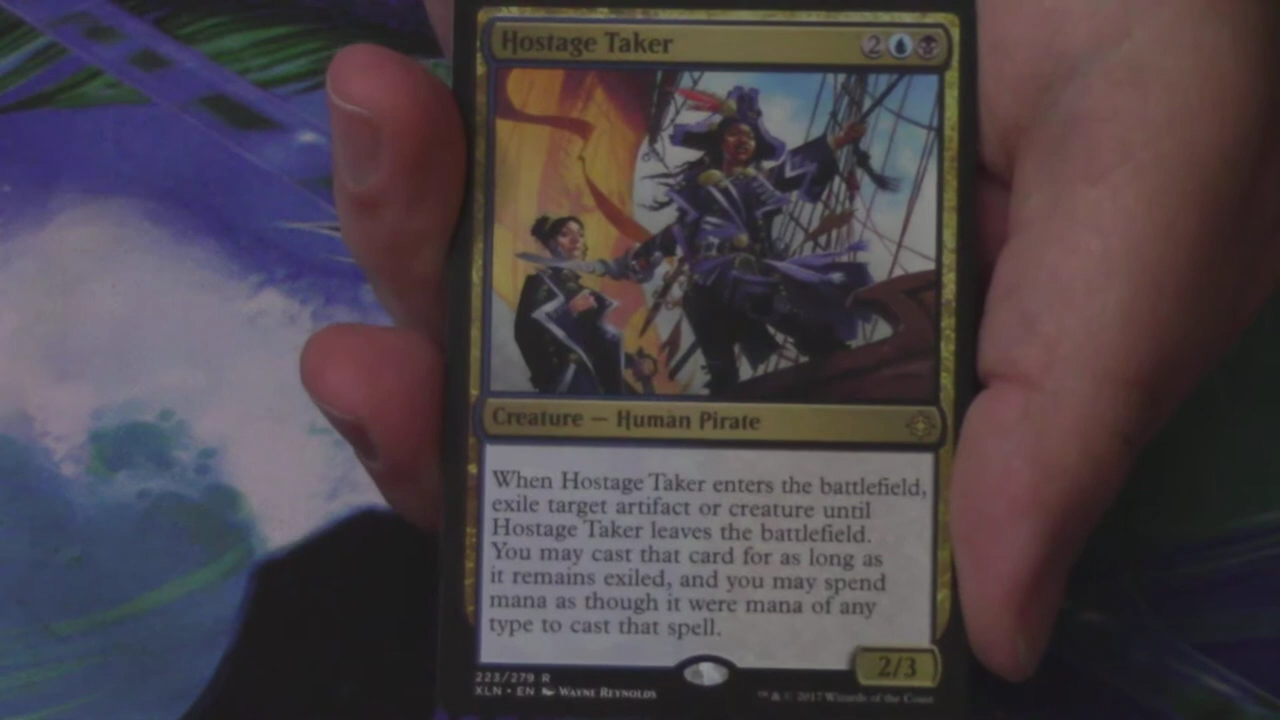 Hostage Taker 2
Creature — Human Pirate
When Hostage Taker enters the battlefield,
exile target artifact or creature until
Hostage Taker leaves the battlefield.
You may cast that card for as long as
it remains exiled, and you may spend
mana as though it were mana of any
type to cast that spell.
2/3
223/279 R
XLN • EN Wayne Reynolds
™ & © 2017 Wizards of the Coast